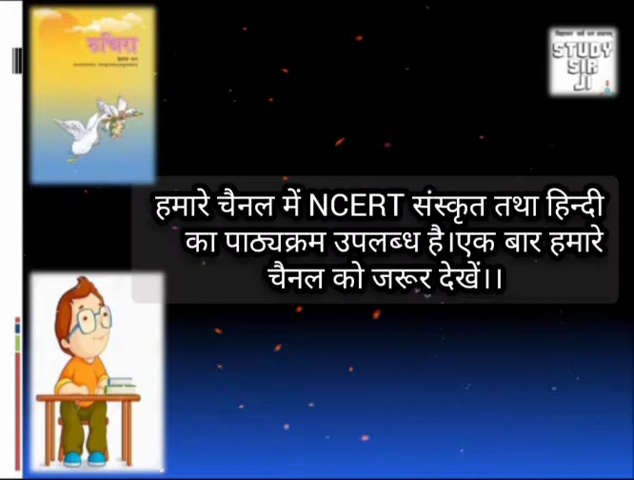 रुचिरा
STUDY
SIR
JI
हमारे चैनल में NCERT संस्कृत तथा हिन्दी
का पाठ्यक्रम उपलब्ध है।एक बार हमारे
चैनल को जरूर देखें।।